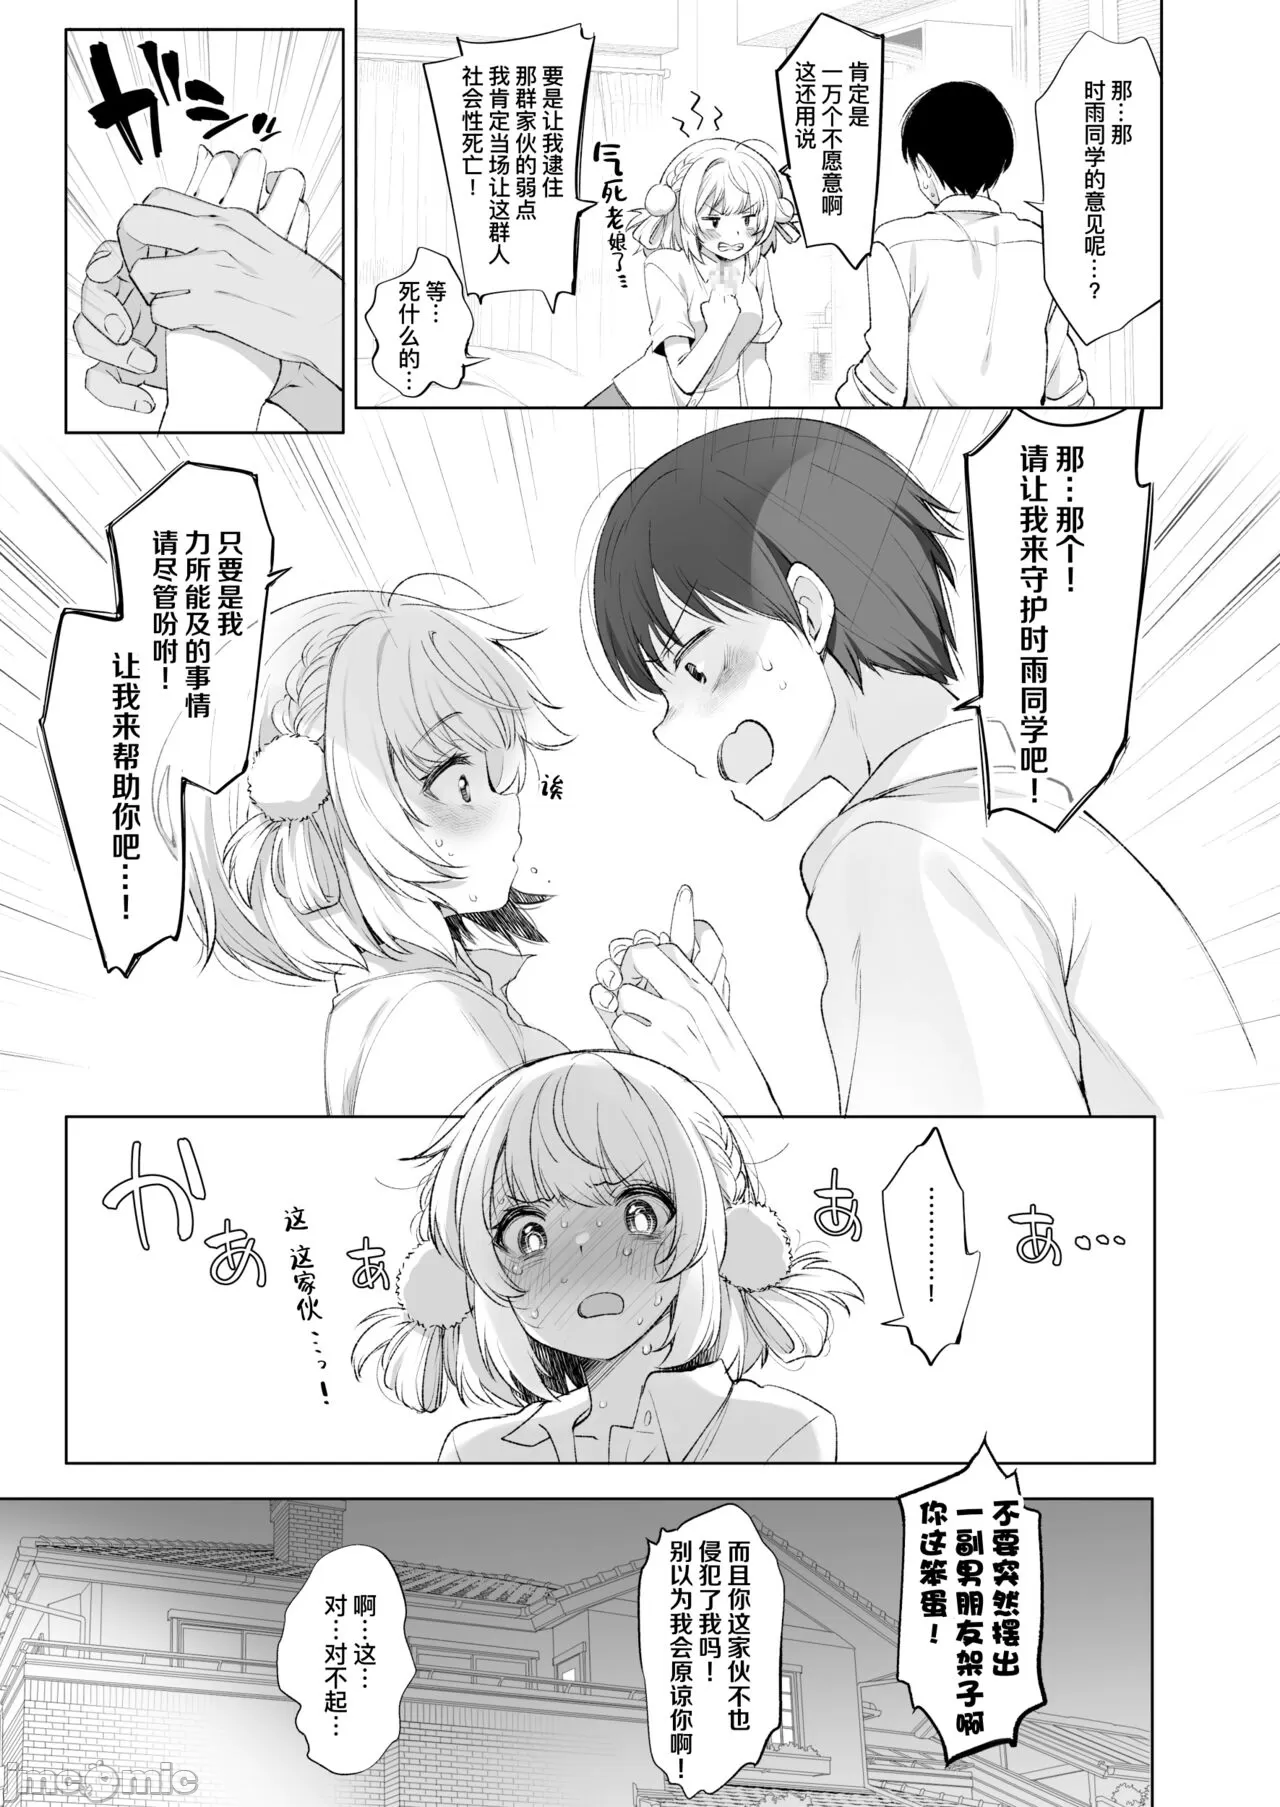 那…那
时雨同学的意见呢…？
肯定是
一万个不愿意啊
这还用说
要是让我逮住
那群家伙的弱点
我肯定当场让这群人
社会性死亡！
气死老娘了…
等…
死什么的…
ガッ
那…那个！
请让我来守护时雨同学吧！
诶
只要是我
力所能及的事情
请尽管吩咐！
让我来帮助你吧…！
…………！
ぁ…
ぁ
这 这家伙…っ！
かぁぁ
不要突然摆出
一副男朋友架子啊
你这笨蛋！
而且你这家伙不也
侵犯了我吗！
别以为我会原谅你啊！
啊…这…
对…对不起…
jmcomic